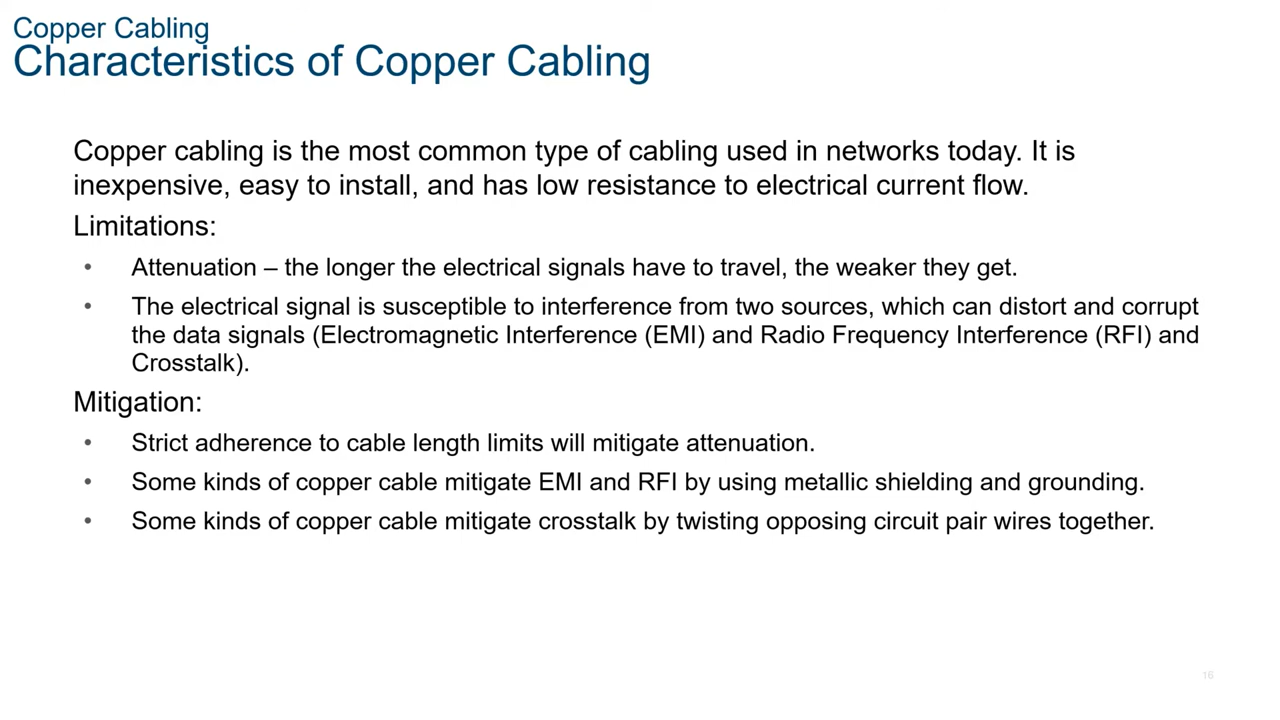 Copper Cabling
Characteristics of Copper Cabling
Copper cabling is the most common type of cabling used in networks today. It is
inexpensive, easy to install, and has low resistance to electrical current flow.
Limitations:
• Attenuation – the longer the electrical signals have to travel, the weaker they get.
• The electrical signal is susceptible to interference from two sources, which can distort and corrupt
the data signals (Electromagnetic Interference (EMI) and Radio Frequency Interference (RFI) and
Crosstalk).
Mitigation:
• Strict adherence to cable length limits will mitigate attenuation.
• Some kinds of copper cable mitigate EMI and RFI by using metallic shielding and grounding.
• Some kinds of copper cable mitigate crosstalk by twisting opposing circuit pair wires together.
16